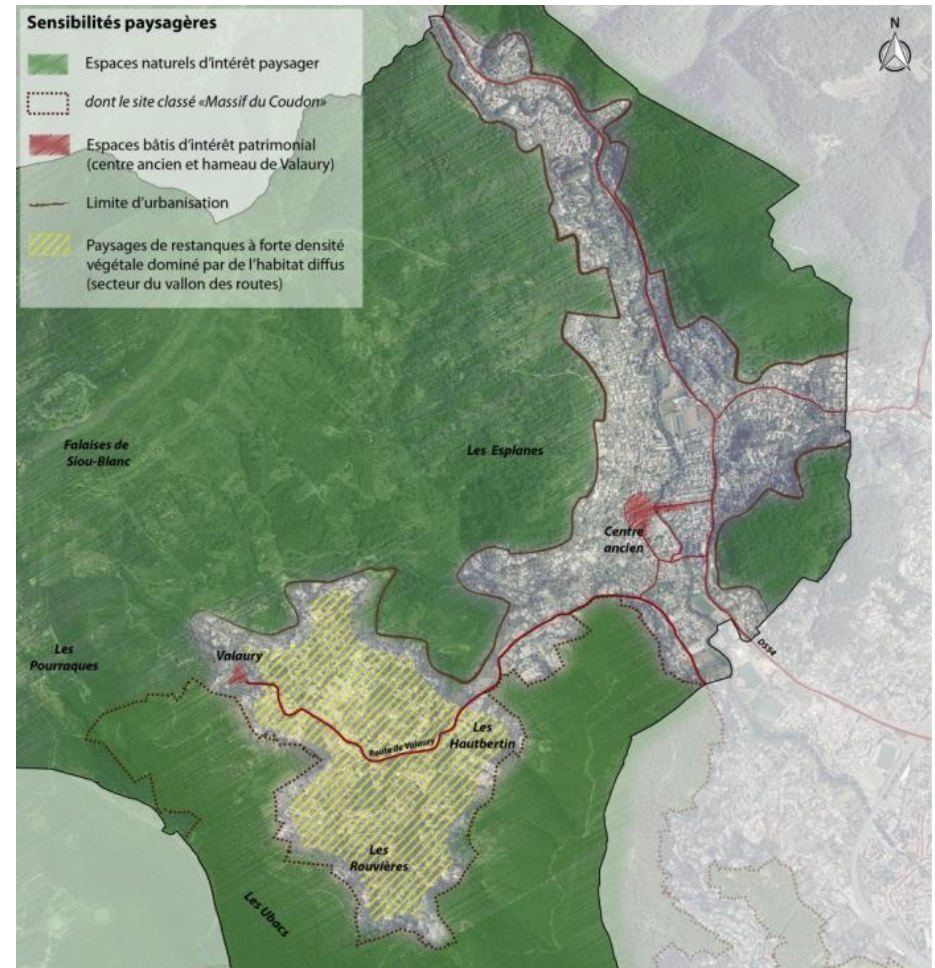 Sensibilités paysagères
Espaces naturels d'intérêt paysager
dont le site classé «Massif du Coudon»
Espaces bâtis d'intérêt patrimonial
(centre ancien et hameau de Valaury)
Limite d'urbanisation
Paysages de restanques à forte densité
végétale dominé par de l'habitat diffus
(secteur du vallon des routes)
N
Falaises de
Siou-Blanc
Les Esplanes
Centre
ancien
Les
Pourraques
Valaury
D554
Les
Hautbertin
Route de Valaury
Les
Rouvières
Les Ubacs